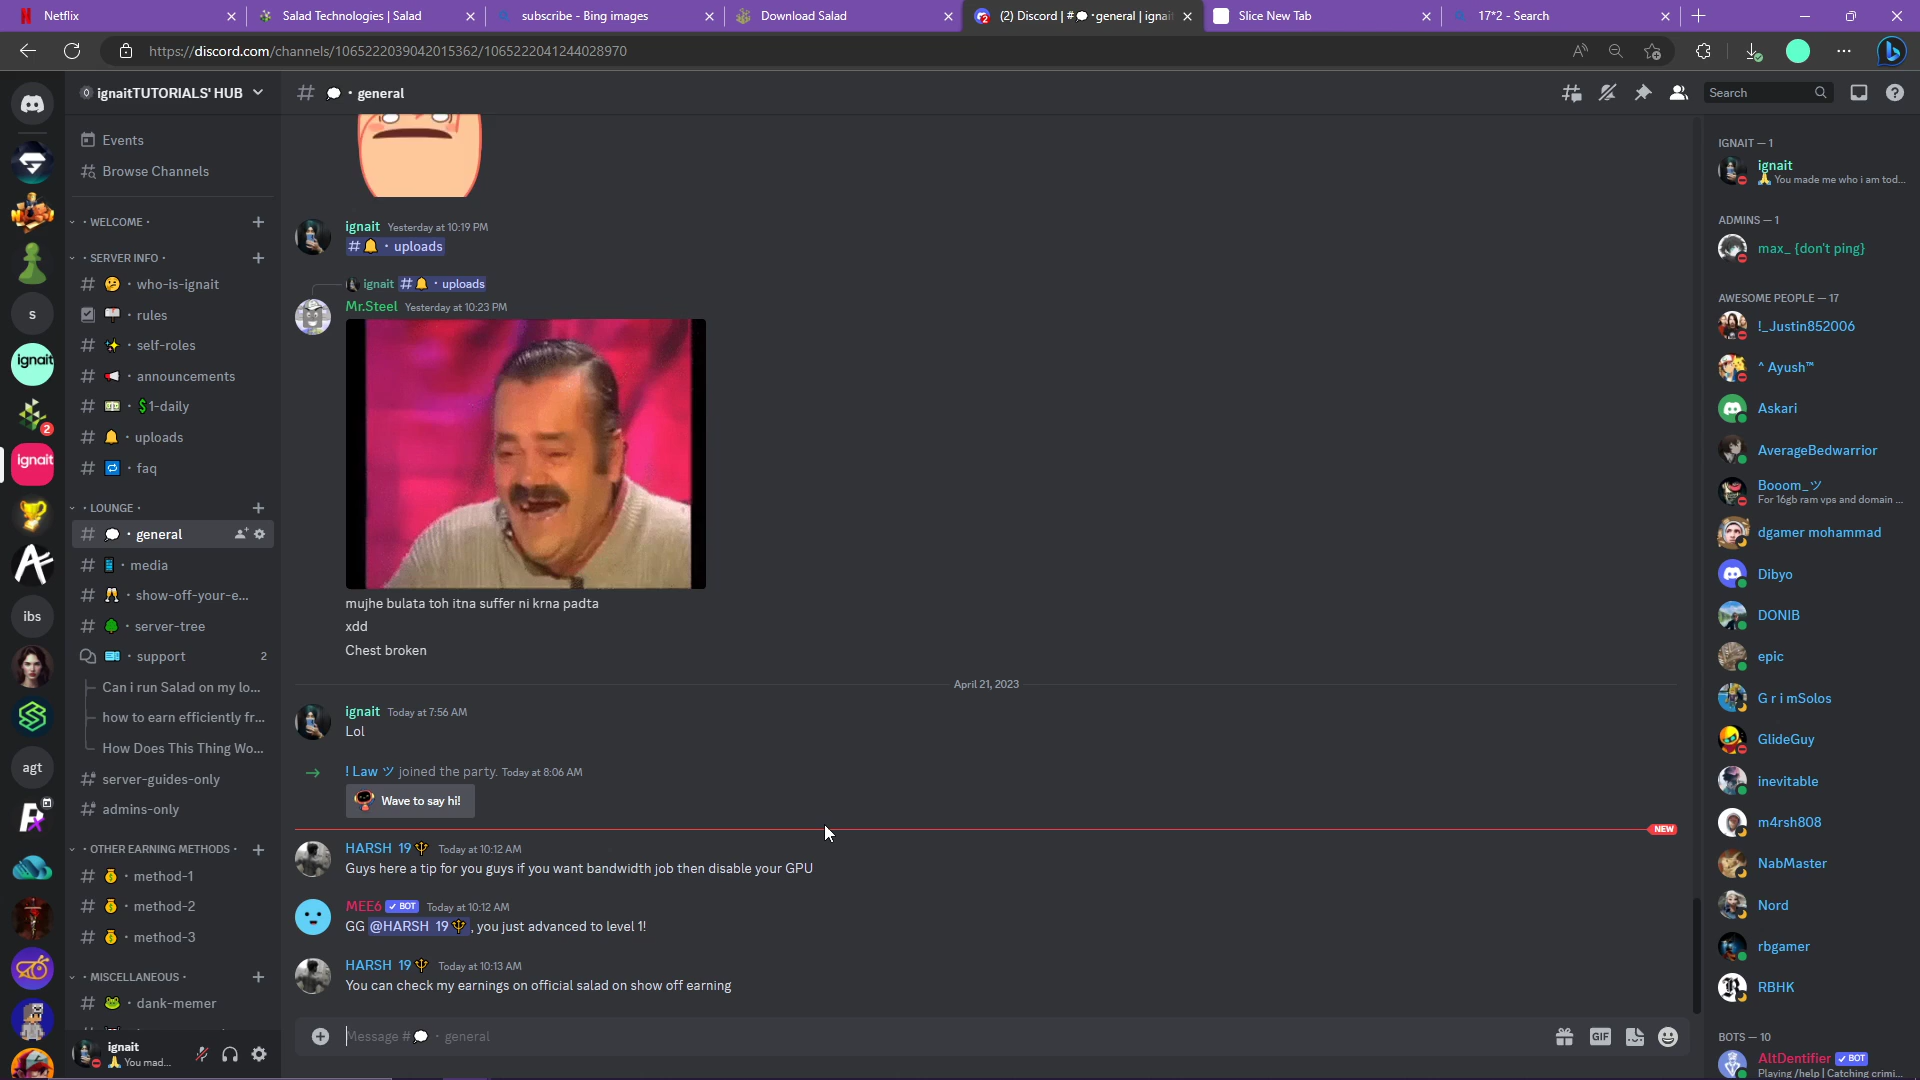 Netflix
Salad Technologies | Salad
subscribe - Bing images
Download Salad
(2) Discord | #💭・general | ignai
Slice New Tab
17*2 - Search
https://discord.com/channels/1065222039042015362/1065222041244028970
ignaitTUTORIALS' HUB
💭・general
Search
Events
Browse Channels
・WELCOME・
・SERVER INFO・
🤔・who-is-ignait
・rules
✨・self-roles
📢・announcements
💵・💲1-daily
🔔・uploads
🔁・faq
・LOUNGE・
💭・general
📱・media
🥂・show-off-your-e...
🌳・server-tree
🎫・support
2
Can i run Salad on my lo...
how to earn efficiently fr...
How Does This Thing Wo...
server-guides-only
admins-only
・OTHER EARNING METHODS・
💰・method-1
💰・method-2
💰・method-3
・MISCELLANEOUS・
🐸・dank-memer
s
ignait
2
ignait
ibs
agt
ignait
🙏 You mad...
ignait Yesterday at 10:19 PM
# 🔔・uploads
ignait # 🔔・uploads
Mr.Steel Yesterday at 10:23 PM
mujhe bulata toh itna suffer ni krna padta
xdd
Chest broken
April 21, 2023
ignait Today at 7:56 AM
Lol
! Law ツ joined the party. Today at 8:06 AM
Wave to say hi!
NEW
HARSH 19🔱 Today at 10:12 AM
Guys here a tip for you guys if you want bandwidth job then disable your GPU
MEE6 ✓ BOT Today at 10:12 AM
GG @HARSH 19🔱, you just advanced to level 1!
HARSH 19🔱 Today at 10:13 AM
You can check my earnings on official salad on show off earning
Message #💭・general
GIF
IGNAIT — 1
ignait
🙏 You made me who i am tod...
ADMINS — 1
max_ {don't ping}
AWESOME PEOPLE — 17
!_Justin852006
^ Ayush™
Askari
AverageBedwarrior
Booom_ツ
For 16gb ram vps and domain ...
dgamer mohammad
Dibyo
DONIB
epic
G r i mSolos
GlideGuy
inevitable
m4rsh808
NabMaster
Nord
rbgamer
RBHK
BOTS — 10
AltDentifier ✓ BOT
Playing /help | Catching crimi...